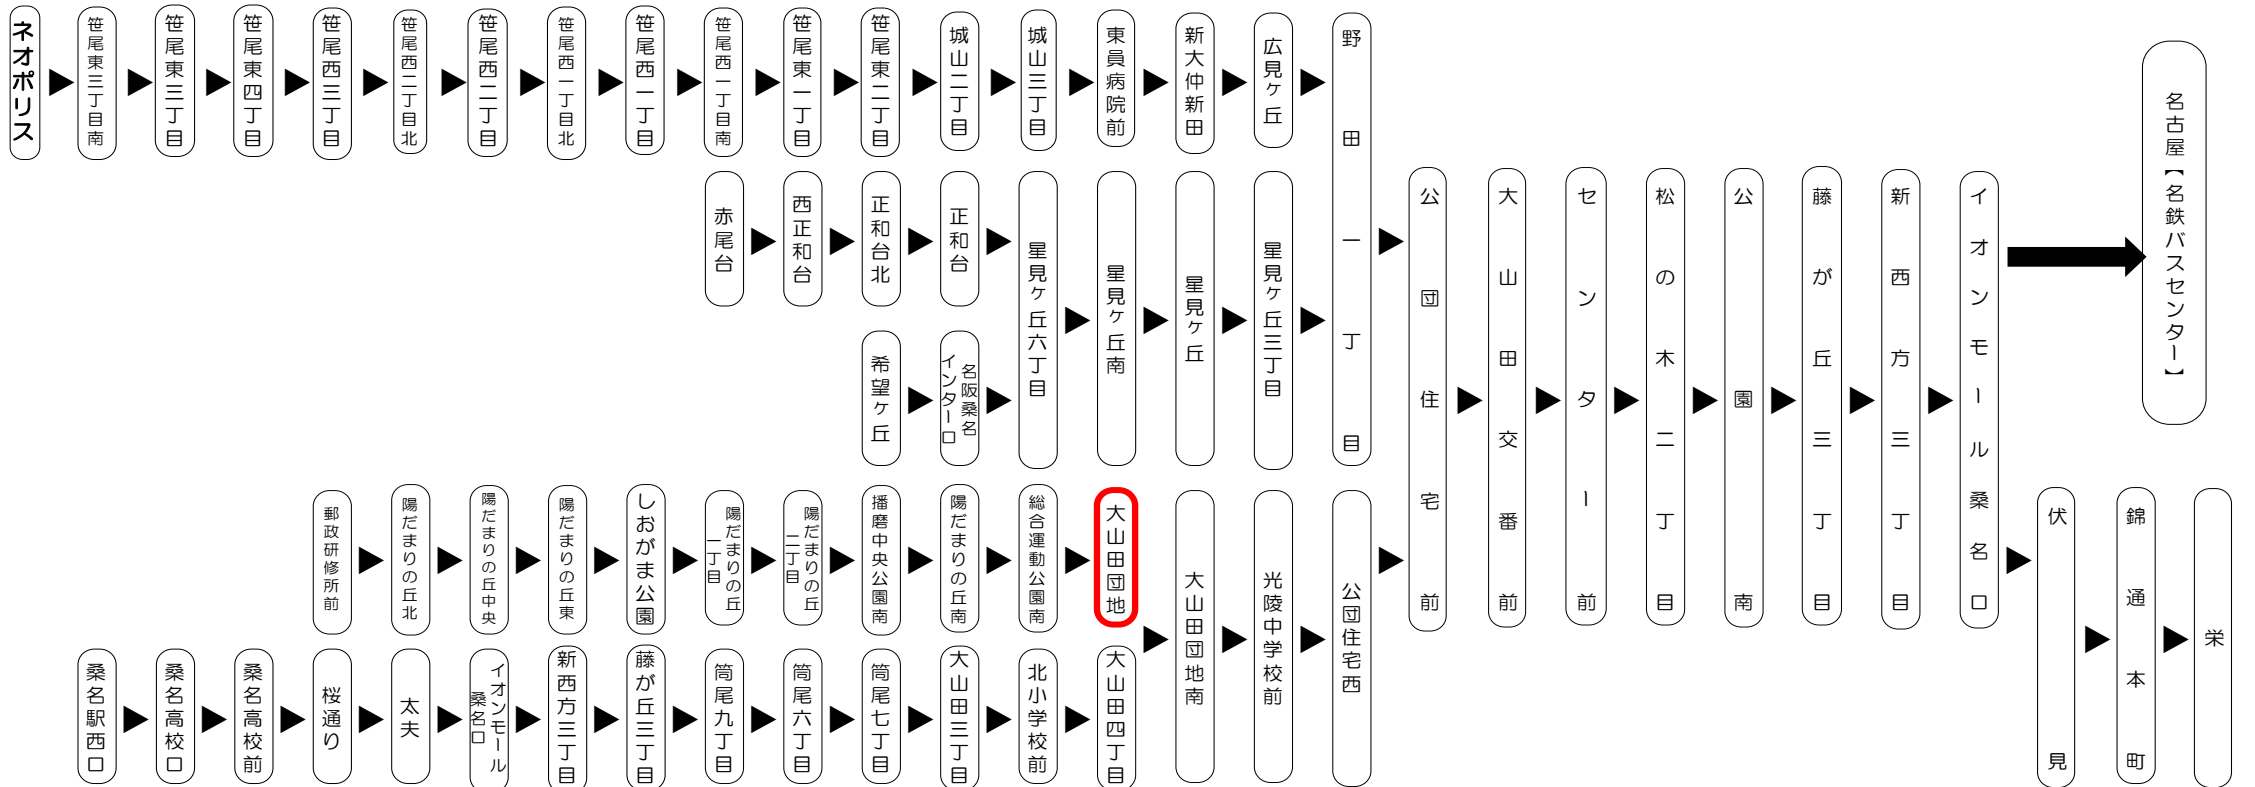 ネオポリス
笹尾東三丁目南
笹尾東三丁目
笹尾東四丁目
笹尾西三丁目
笹尾西二丁目北
笹尾西二丁目
笹尾西一丁目北
笹尾西一丁目
笹尾西一丁目南
笹尾東一丁目
笹尾東二丁目
城山二丁目
城山三丁目
東員病院前
新大仲新田
広見ヶ丘
野田一丁目
赤尾台
西正和台
正和台北
正和台
希望ヶ丘
名阪桑名
インター口
星見ヶ丘六丁目
星見ヶ丘南
星見ヶ丘
星見ヶ丘三丁目
郵政研修所前
陽だまりの丘北
陽だまりの丘中央
陽だまりの丘東
しおがま公園
陽だまりの丘
一丁目
陽だまりの丘
二丁目
播磨中央公園南
陽だまりの丘南
総合運動公園南
大山田団地
桑名駅西口
桑名高校口
桑名高校前
桜通り
太夫
イオンモール
桑名口
新西方三丁目
藤が丘三丁目
筒尾九丁目
筒尾六丁目
筒尾七丁目
大山田三丁目
北小学校前
大山田四丁目
大山田団地南
光陵中学校前
公団住宅西
公団住宅前
大山田交番前
センター前
松の木二丁目
公園南
藤が丘三丁目
新西方三丁目
イオンモール桑名口
名古屋【名鉄バスセンター】
伏見
錦通本町
栄